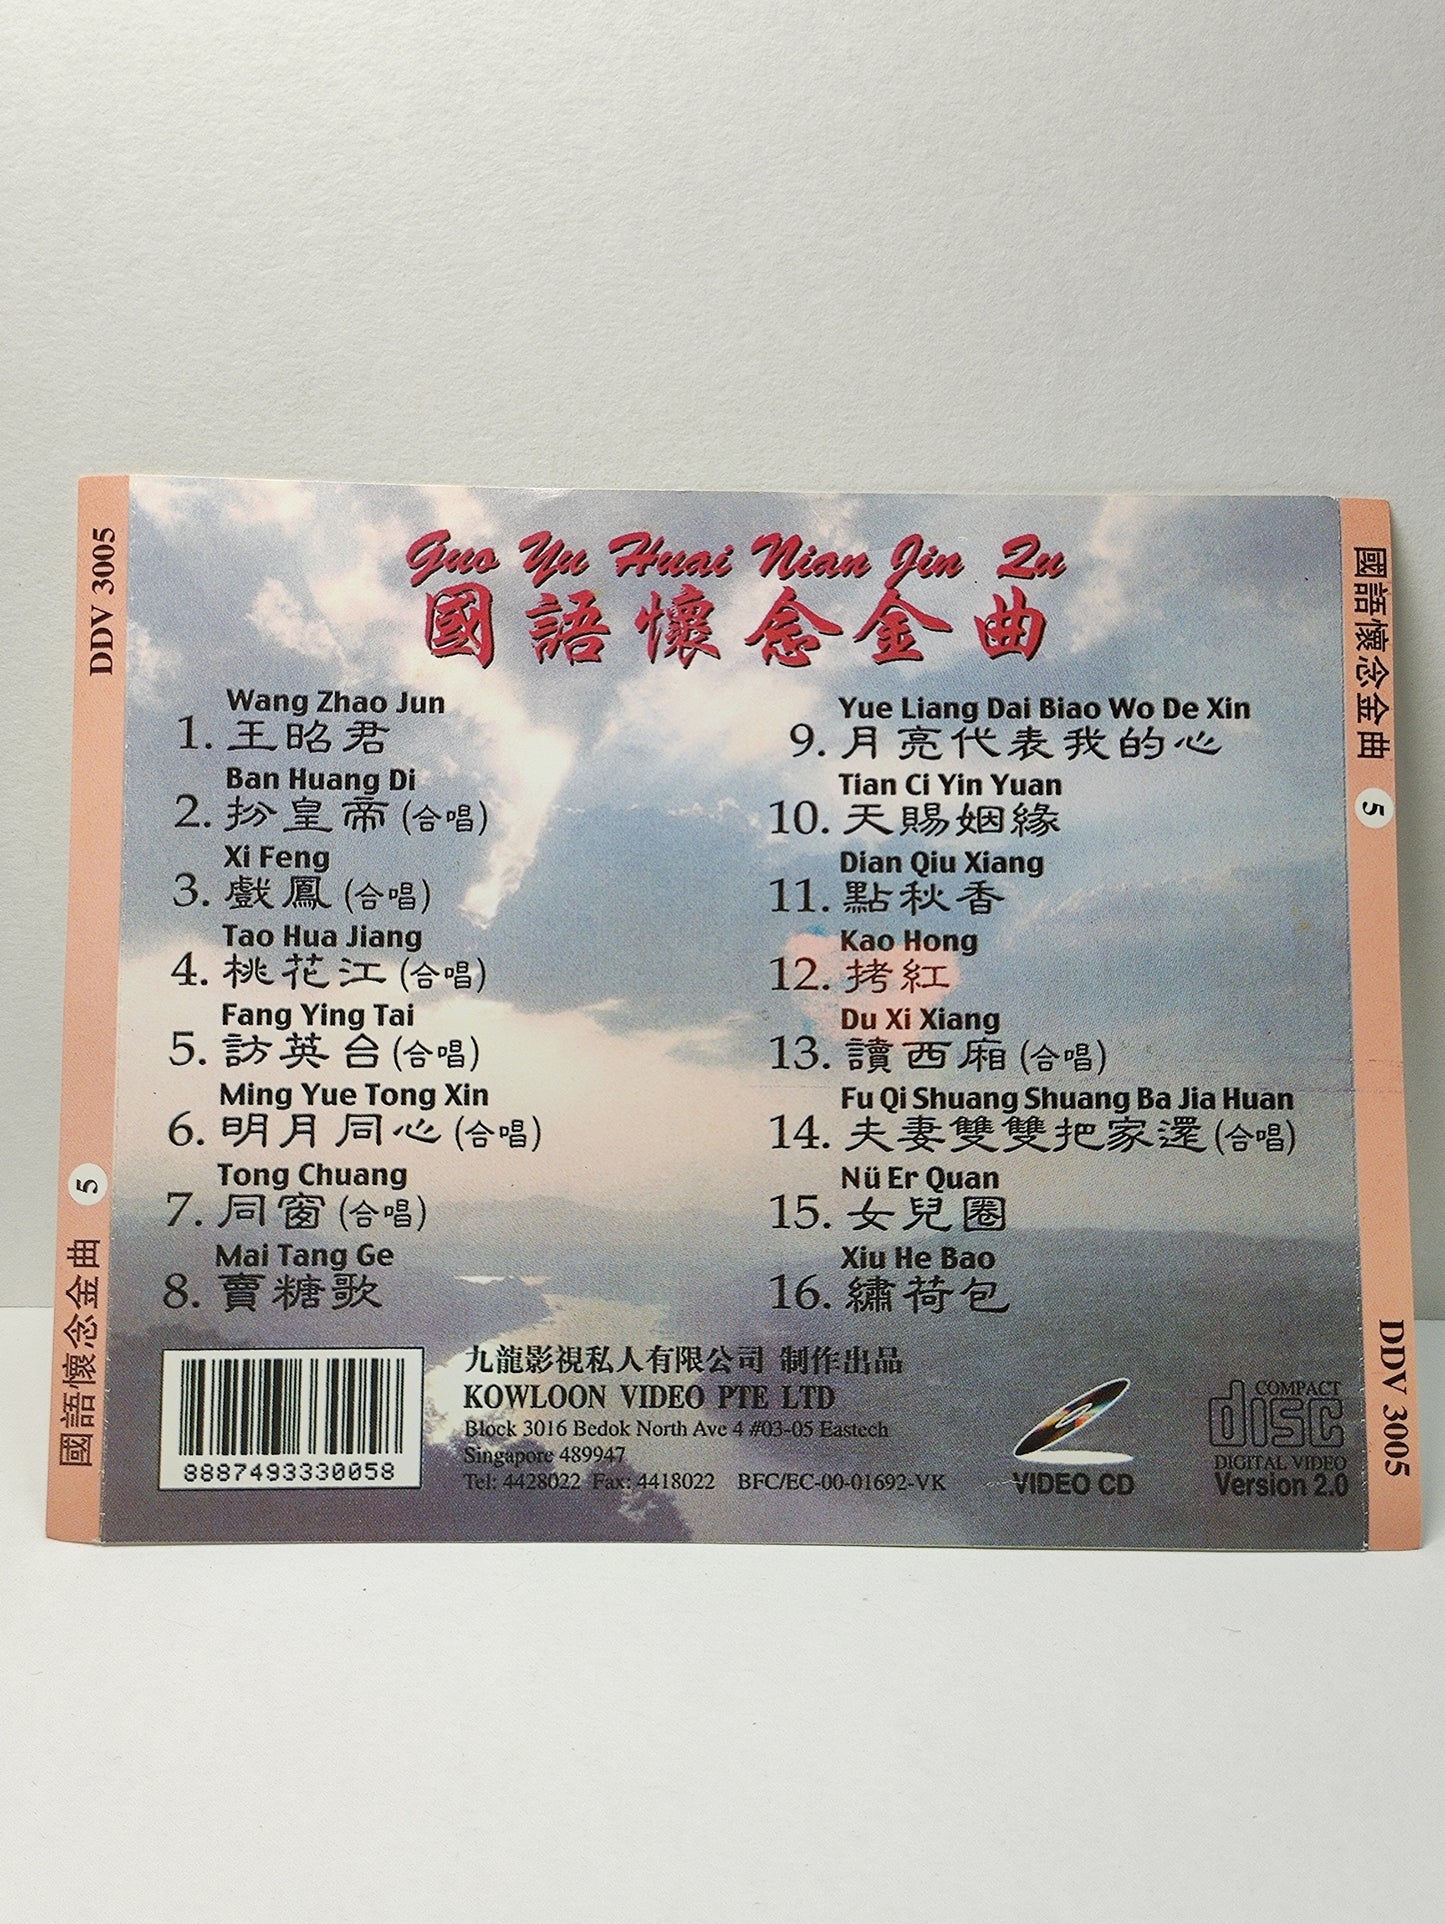 Guo Yu Huai Nian Jin Qu
國語懷念金曲
Wang Zhao Jun
1. 王昭君
Ban Huang Di
2. 扮皇帝 (合唱)
Xi Feng
3. 戲鳳 (合唱)
Tao Hua Jiang
4. 桃花江 (合唱)
Fang Ying Tai
5. 訪英台 (合唱)
Ming Yue Tong Xin
6. 明月同心 (合唱)
Tong Chuang
7. 同窗 (合唱)
Mai Tang Ge
8. 賣糖歌
Yue Liang Dai Biao Wo De Xin
9. 月亮代表我的心
Tian Ci Yin Yuan
10. 天賜姻緣
Dian Qiu Xiang
11. 點秋香
Kao Hong
12. 拷紅
Du Xi Xiang
13. 讀西廂 (合唱)
Fu Qi Shuang Shuang Ba Jia Huan
14. 夫妻雙雙把家還 (合唱)
Nü Er Quan
15. 女兒圈
Xiu He Bao
16. 繡荷包
8887493330058
九龍影視私人有限公司 制作出品
KOWLOON VIDEO PTE LTD
Block 3016 Bedok North Ave 4 #03-05 Eastech
Singapore 489947
Tel: 4428022 Fax: 4418022 BFC/EC-00-01692-VK
VIDEO CD
COMPACT
disc
DIGITAL VIDEO
Version 2.0
國語懷念金曲 5 DDV 3005
國語懷念金曲 5 DDV 3005